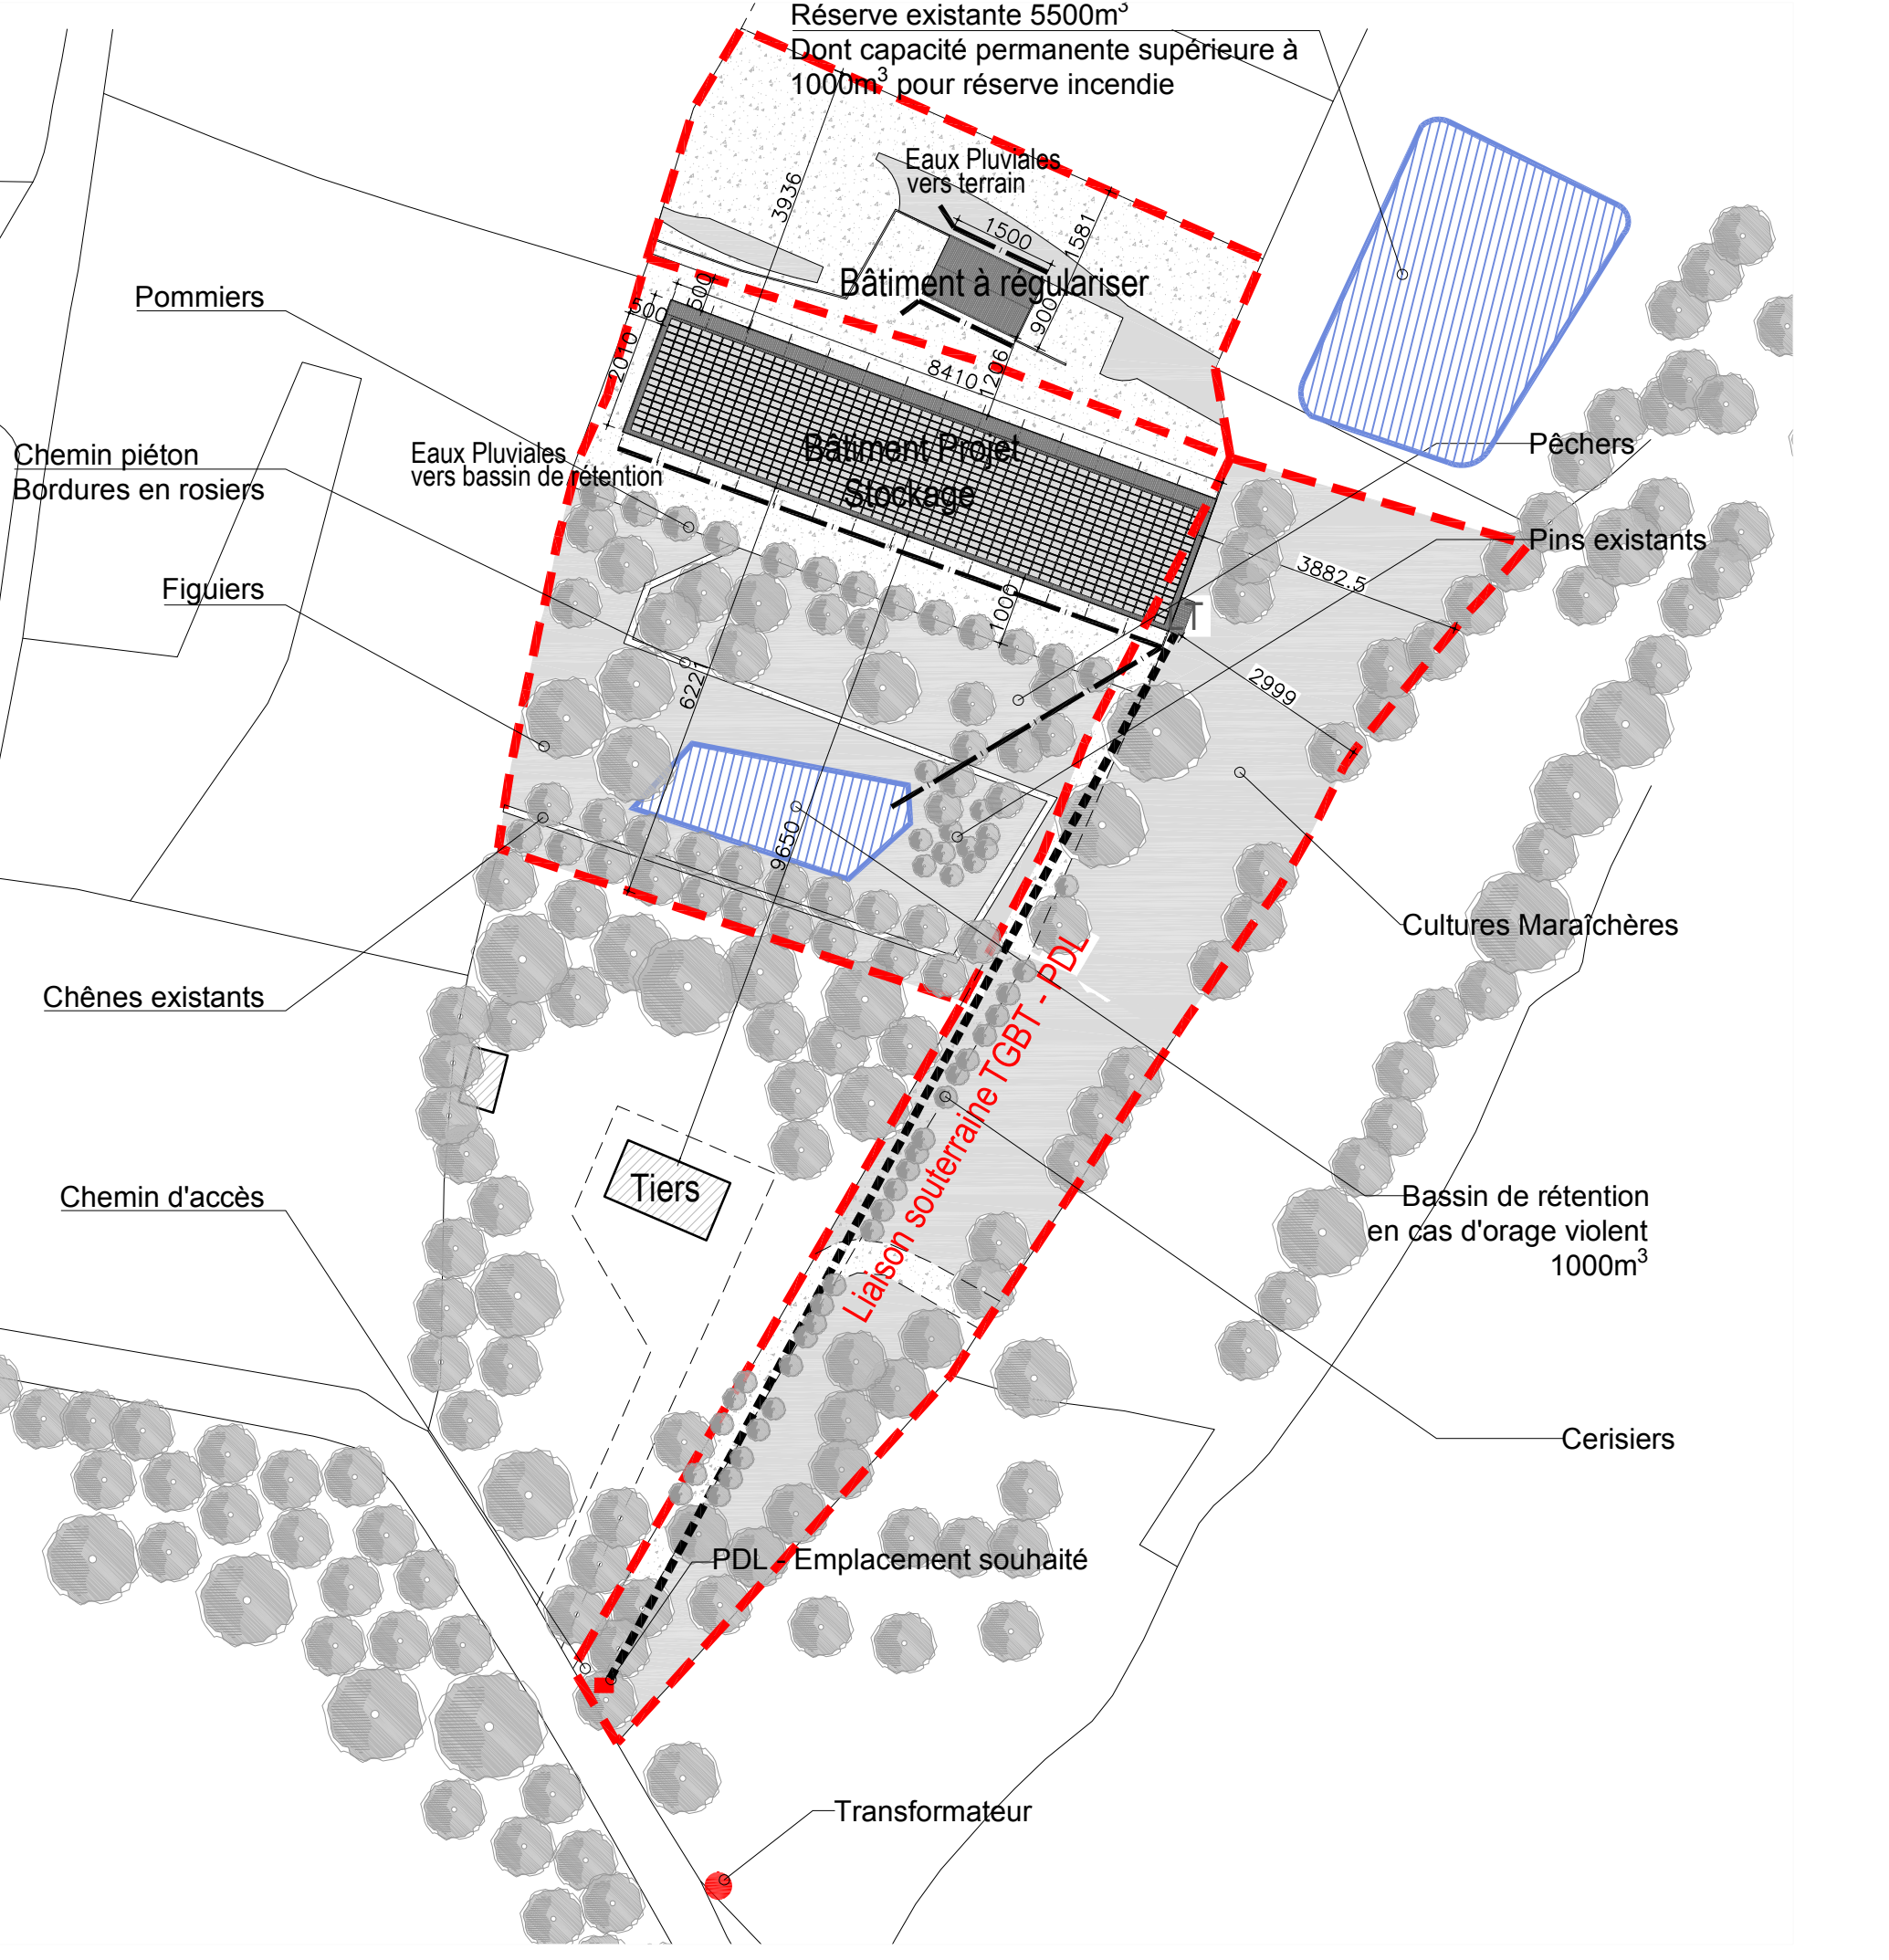 Réserve existante 5500m³
Dont capacité permanente supérieure à
1000m³ pour réserve incendie
Eaux Pluviales
vers terrain
3936
1500
1581
Bâtiment à régulariser
Pommiers
500
500
900
2010
8410
1206
Bâtiment Projet
Stockage
Pêchers
Chemin piéton
Bordures en rosiers
Eaux Pluviales
vers bassin de rétention
Pins existants
3882.5
Figuiers
1000
LT
2999
6221
9650
Cultures Maraîchères
Chênes existants
Liaison souterraine TGBT - PDL
Tiers
Chemin d'accès
Bassin de rétention
en cas d'orage violent
1000m³
Cerisiers
PDL - Emplacement souhaité
Transformateur